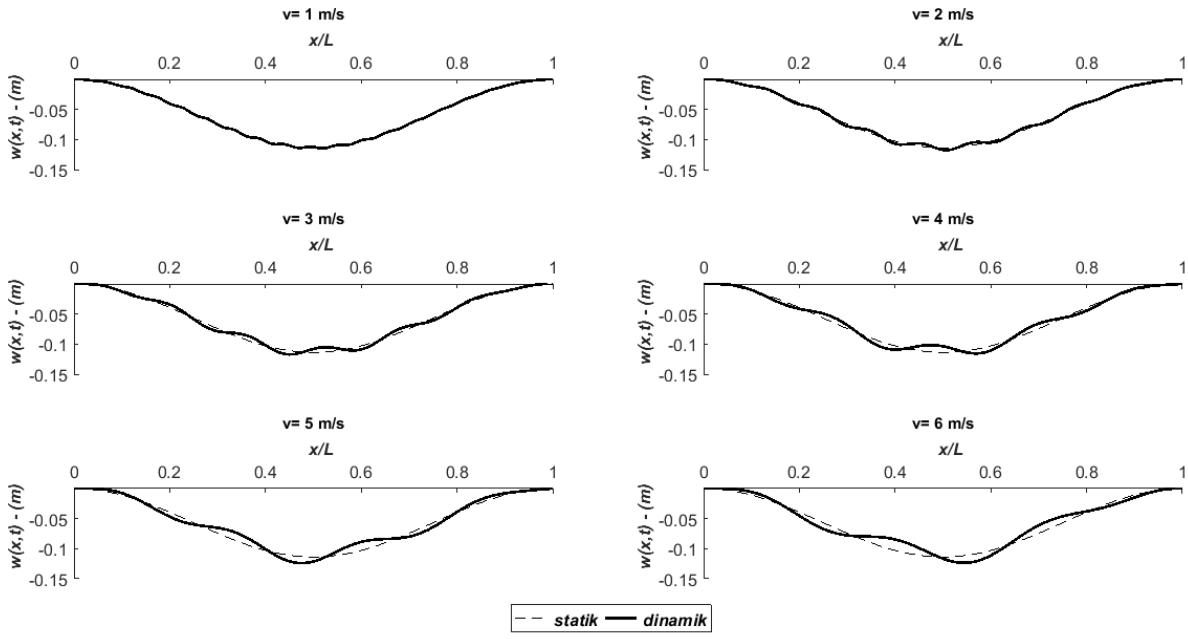 v= 1 m/s
x/L
0 0.2 0.4 0.6 0.8 1
w(x,t) - (m)
-0.05
-0.1
-0.15
v= 2 m/s
x/L
0 0.2 0.4 0.6 0.8 1
w(x,t) - (m)
-0.05
-0.1
-0.15
v= 3 m/s
x/L
0 0.2 0.4 0.6 0.8 1
w(x,t) - (m)
-0.05
-0.1
-0.15
v= 4 m/s
x/L
0 0.2 0.4 0.6 0.8 1
w(x,t) - (m)
-0.05
-0.1
-0.15
v= 5 m/s
x/L
0 0.2 0.4 0.6 0.8 1
w(x,t) - (m)
-0.05
-0.1
-0.15
v= 6 m/s
x/L
0 0.2 0.4 0.6 0.8 1
w(x,t) - (m)
-0.05
-0.1
-0.15
statik dinamik